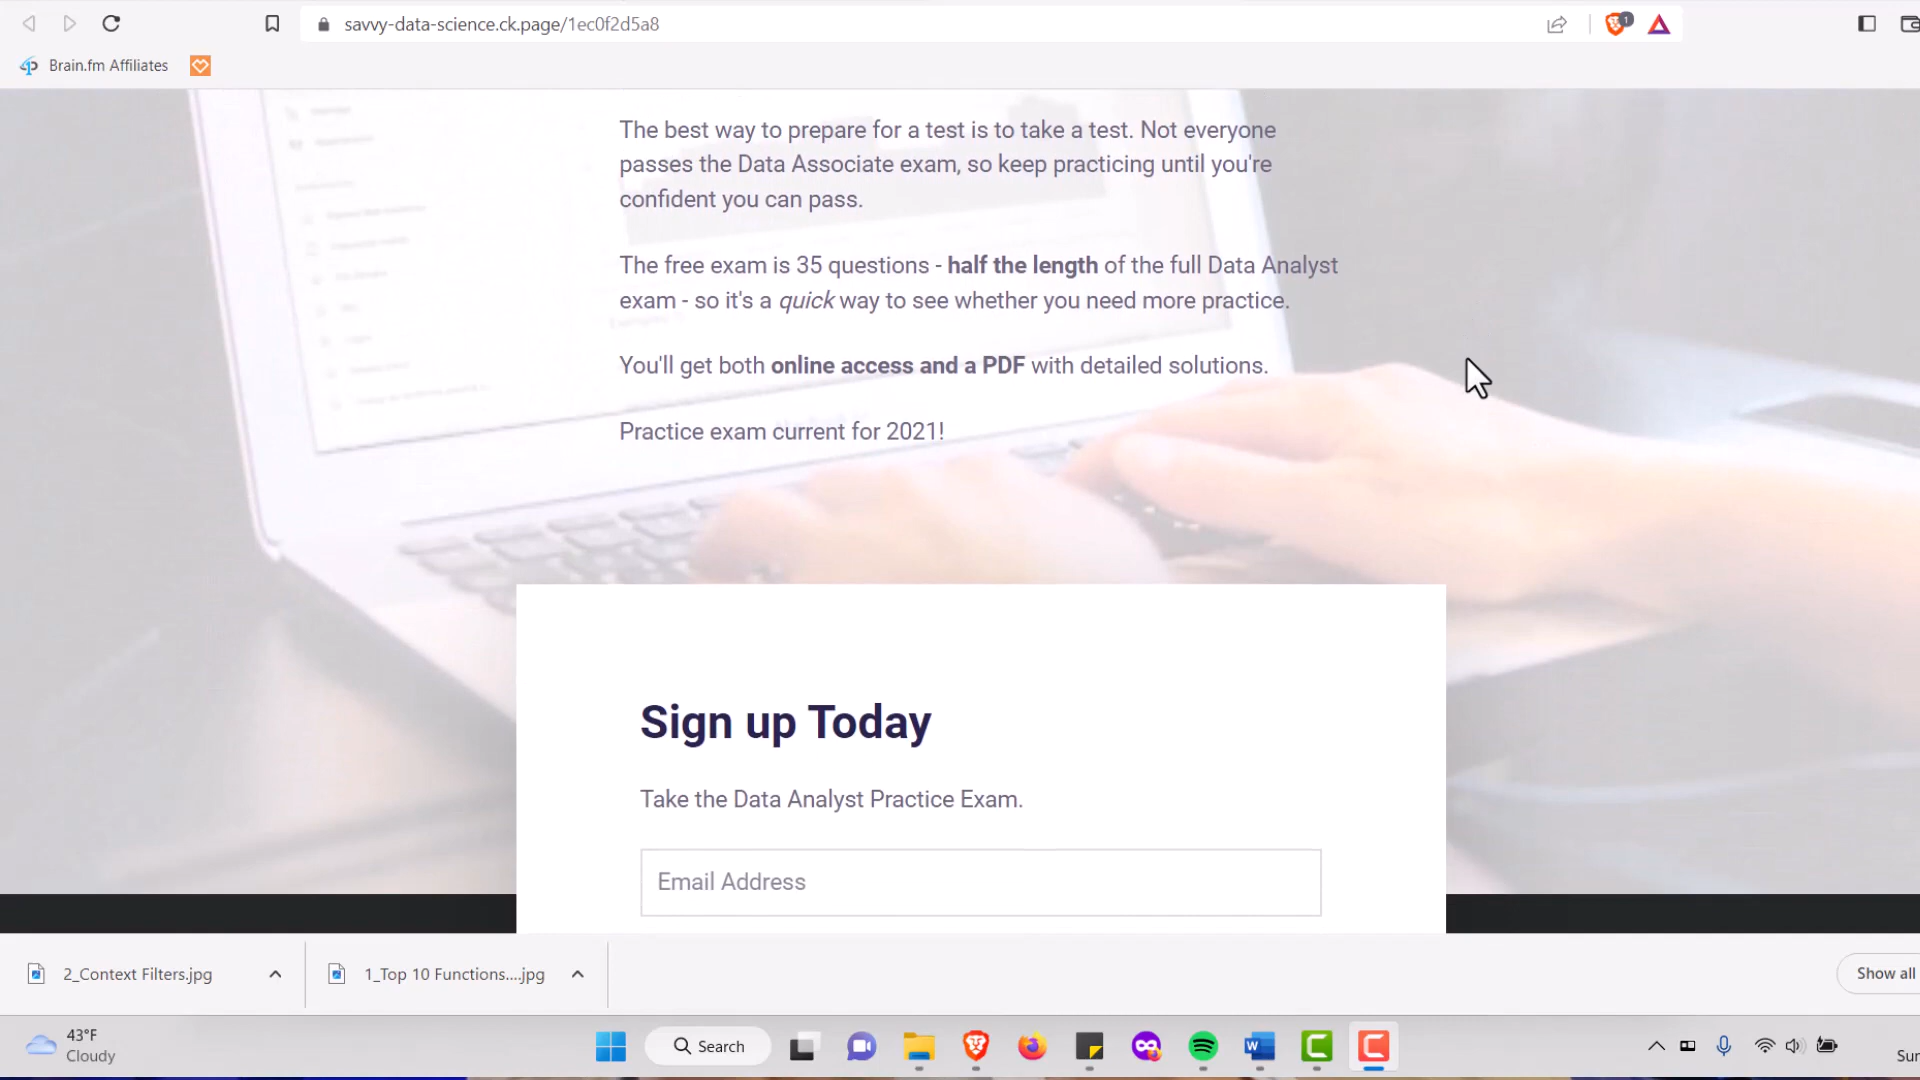 savvy-data-science.ck.page/1ec0f2d5a8
1
Brain.fm Affiliates
The best way to prepare for a test is to take a test. Not everyone
passes the Data Associate exam, so keep practicing until you're
confident you can pass.
The free exam is 35 questions - half the length of the full Data Analyst
exam - so it's a quick way to see whether you need more practice.
You'll get both online access and a PDF with detailed solutions.
Practice exam current for 2021!
Sign up Today
Take the Data Analyst Practice Exam.
Email Address
2_Context Filters.jpg
1_Top 10 Functions....jpg
Show all
43°F
Cloudy
Search
Sun